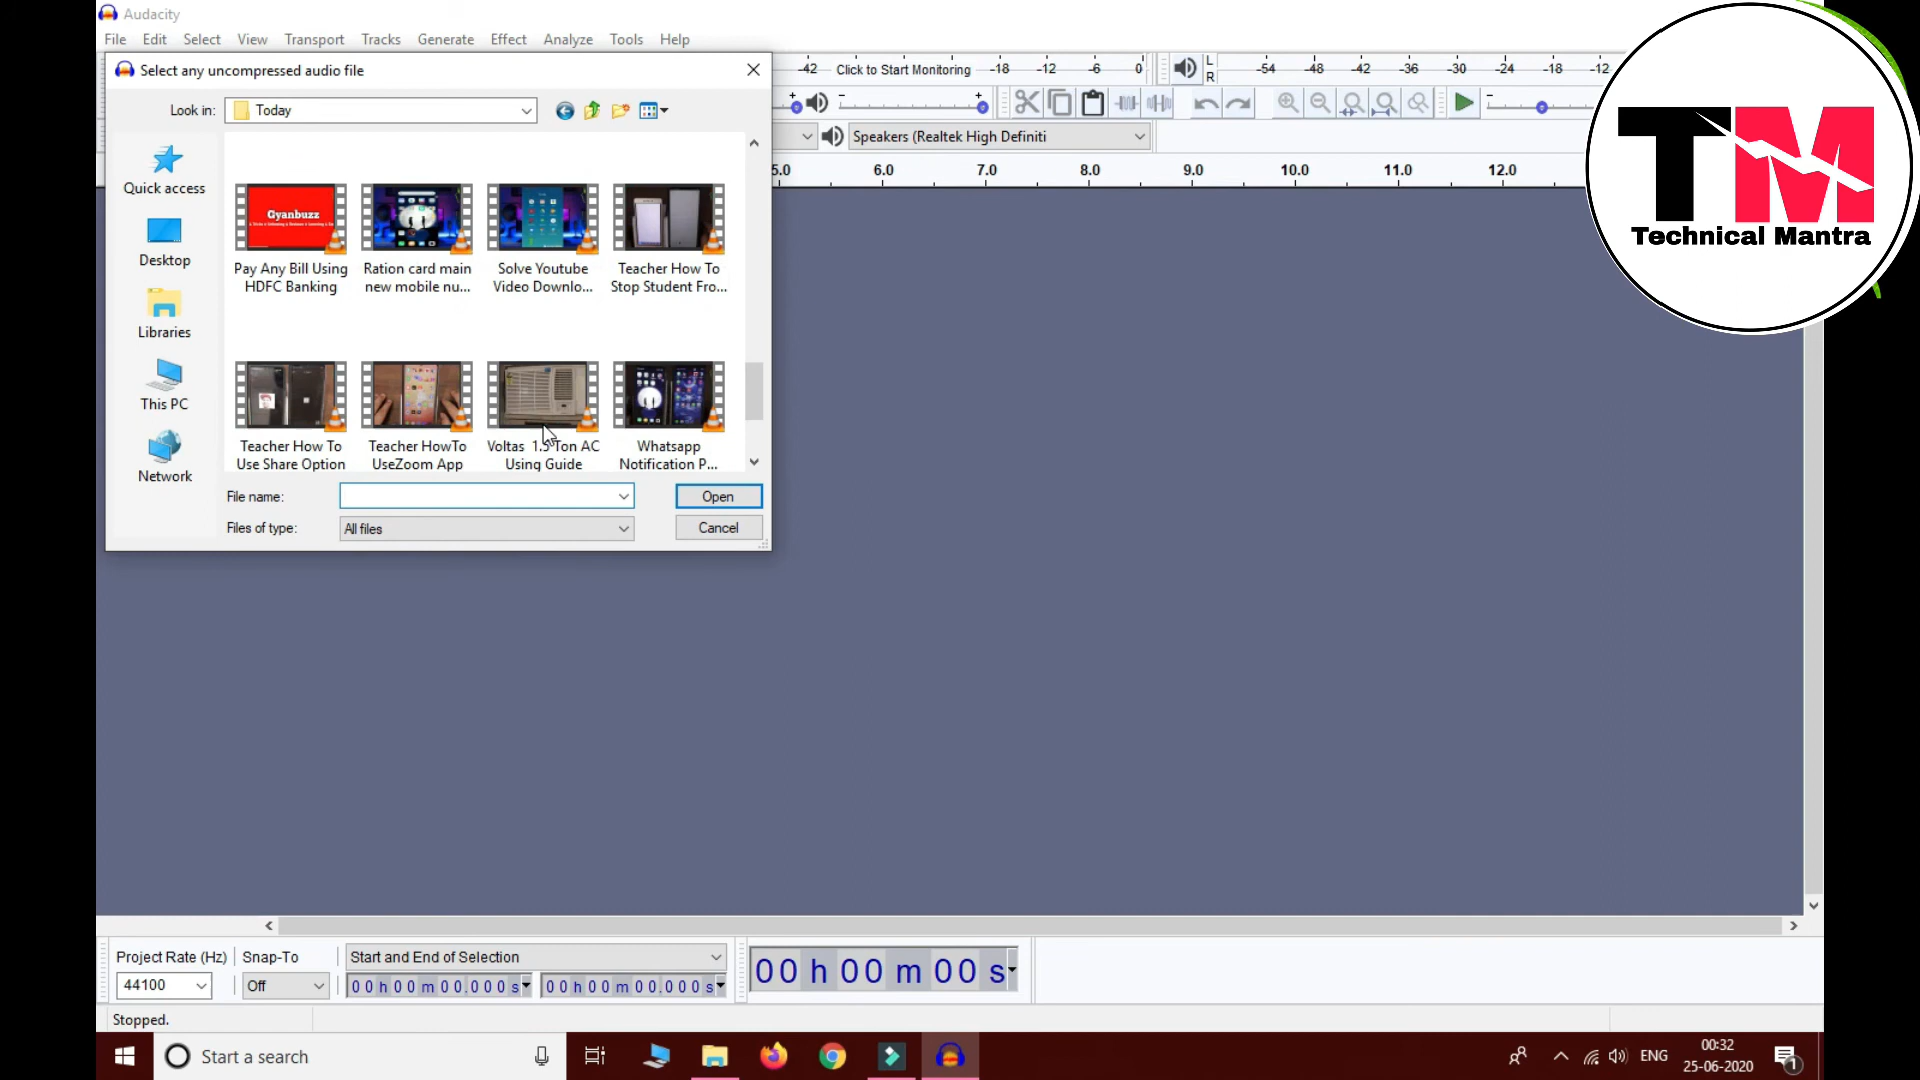 Audacity
File Edit Select View Transport Tracks Generate Effect Analyze Tools Help
Select any uncompressed audio file
-42 Click to Start Monitoring -18 -12 -6 0
L
R
-54 -48 -42 -36 -30 -24 -18 -12
Look in: Today
Speakers (Realtek High Definiti
5.0 6.0 7.0 8.0 9.0 10.0 11.0 12.0
TM
Technical Mantra
Quick access
Desktop
Libraries
This PC
Network
Gyanbuzz
Pay Any Bill Using
HDFC Banking
Ration card main
new mobile nu...
Solve Youtube
Video Downlo...
Teacher How To
Stop Student Fro...
Teacher How To
Use Share Option
Teacher HowTo
UseZoom App
Voltas 1.5 Ton AC
Using Guide
Whatsapp
Notification P...
File name:
Open
Files of type: All files
Cancel
Project Rate (Hz) Snap-To Start and End of Selection
44100 Off 00 h 00 m 00.000 s 00 h 00 m 00.000 s
00 h 00 m 00 s
Stopped.
Start a search
ENG
00:32
25-06-2020
1